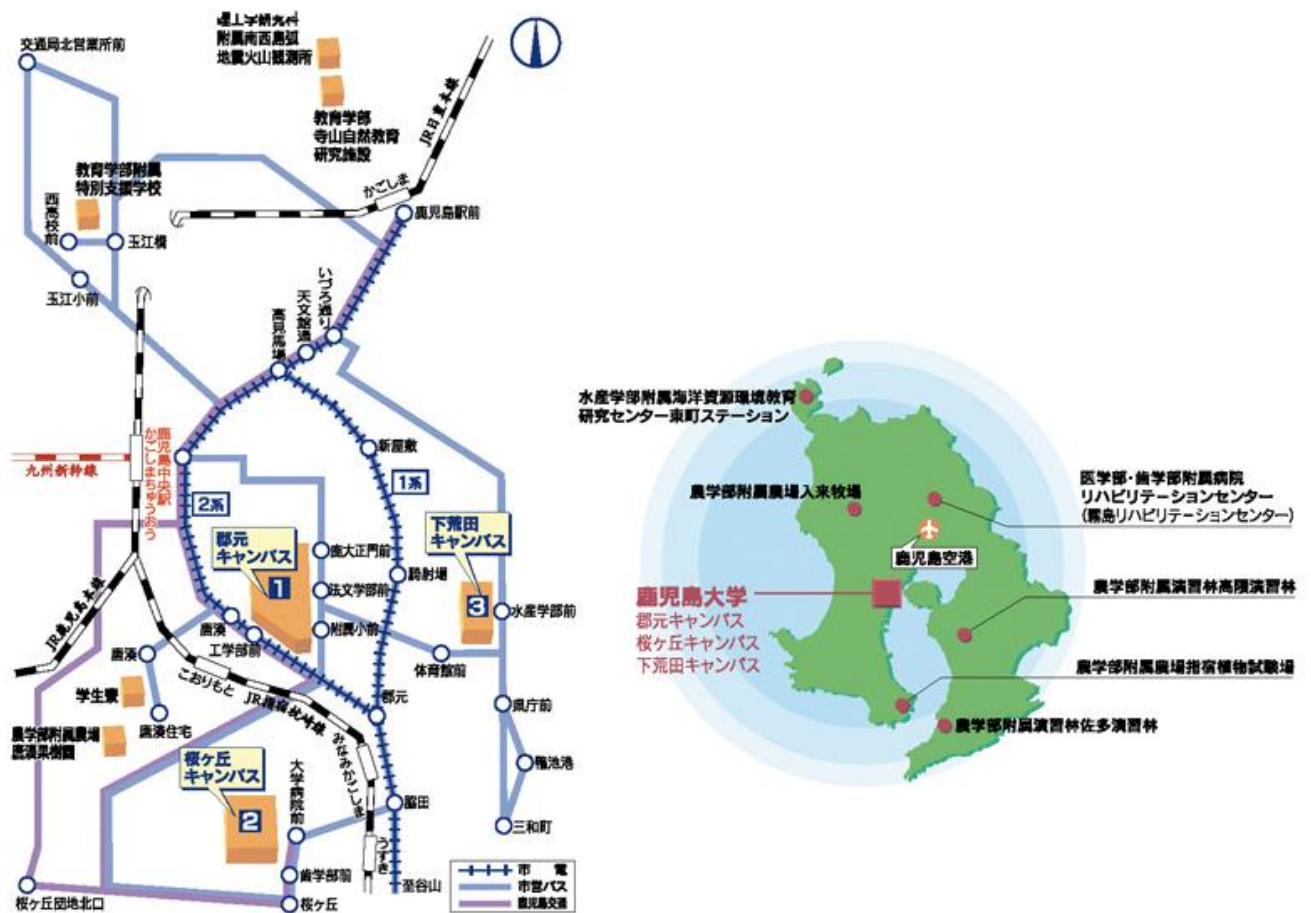 理工学研究科
附属南西島弧
地震火山観測所
交通局北営業所前
教育学部
寺山自然教育
研究施設
JR日豊本線
かごしま
鹿児島駅前
教育学部附属
特別支援学校
西高校前
玉江橋
玉江小前
いづろ通り
天文館通
高見馬場
新屋敷
九州新幹線
鹿児島中央駅
かごしまちゅうおう
2系
1系
郡元
キャンパス
1
下荒田
キャンパス
3
鹿大正門前
法文学部前
附属小前
騎射場
水産学部前
体育館前
JR鹿児島本線
唐湊
工学部前
唐湊
こおりもと
JR指宿枕崎線
郡元
学生寮
唐湊住宅
農学部附属農場
唐湊果樹園
県庁前
鴨池港
三和町
桜ヶ丘
キャンパス
2
大学病院前
みなみかごしま
脇田
うすき
歯学部前
至谷山
桜ヶ丘団地北口
桜ヶ丘
市 電
市営バス
鹿児島交通
水産学部附属海洋資源環境教育
研究センター東町ステーション
農学部附属農場入来牧場
医学部・歯学部附属病院
リハビリテーションセンター
(霧島リハビリテーションセンター)
鹿児島空港
鹿児島大学
郡元キャンパス
桜ヶ丘キャンパス
下荒田キャンパス
農学部附属演習林高隈演習林
農学部附属農場指宿植物試験場
農学部附属演習林佐多演習林